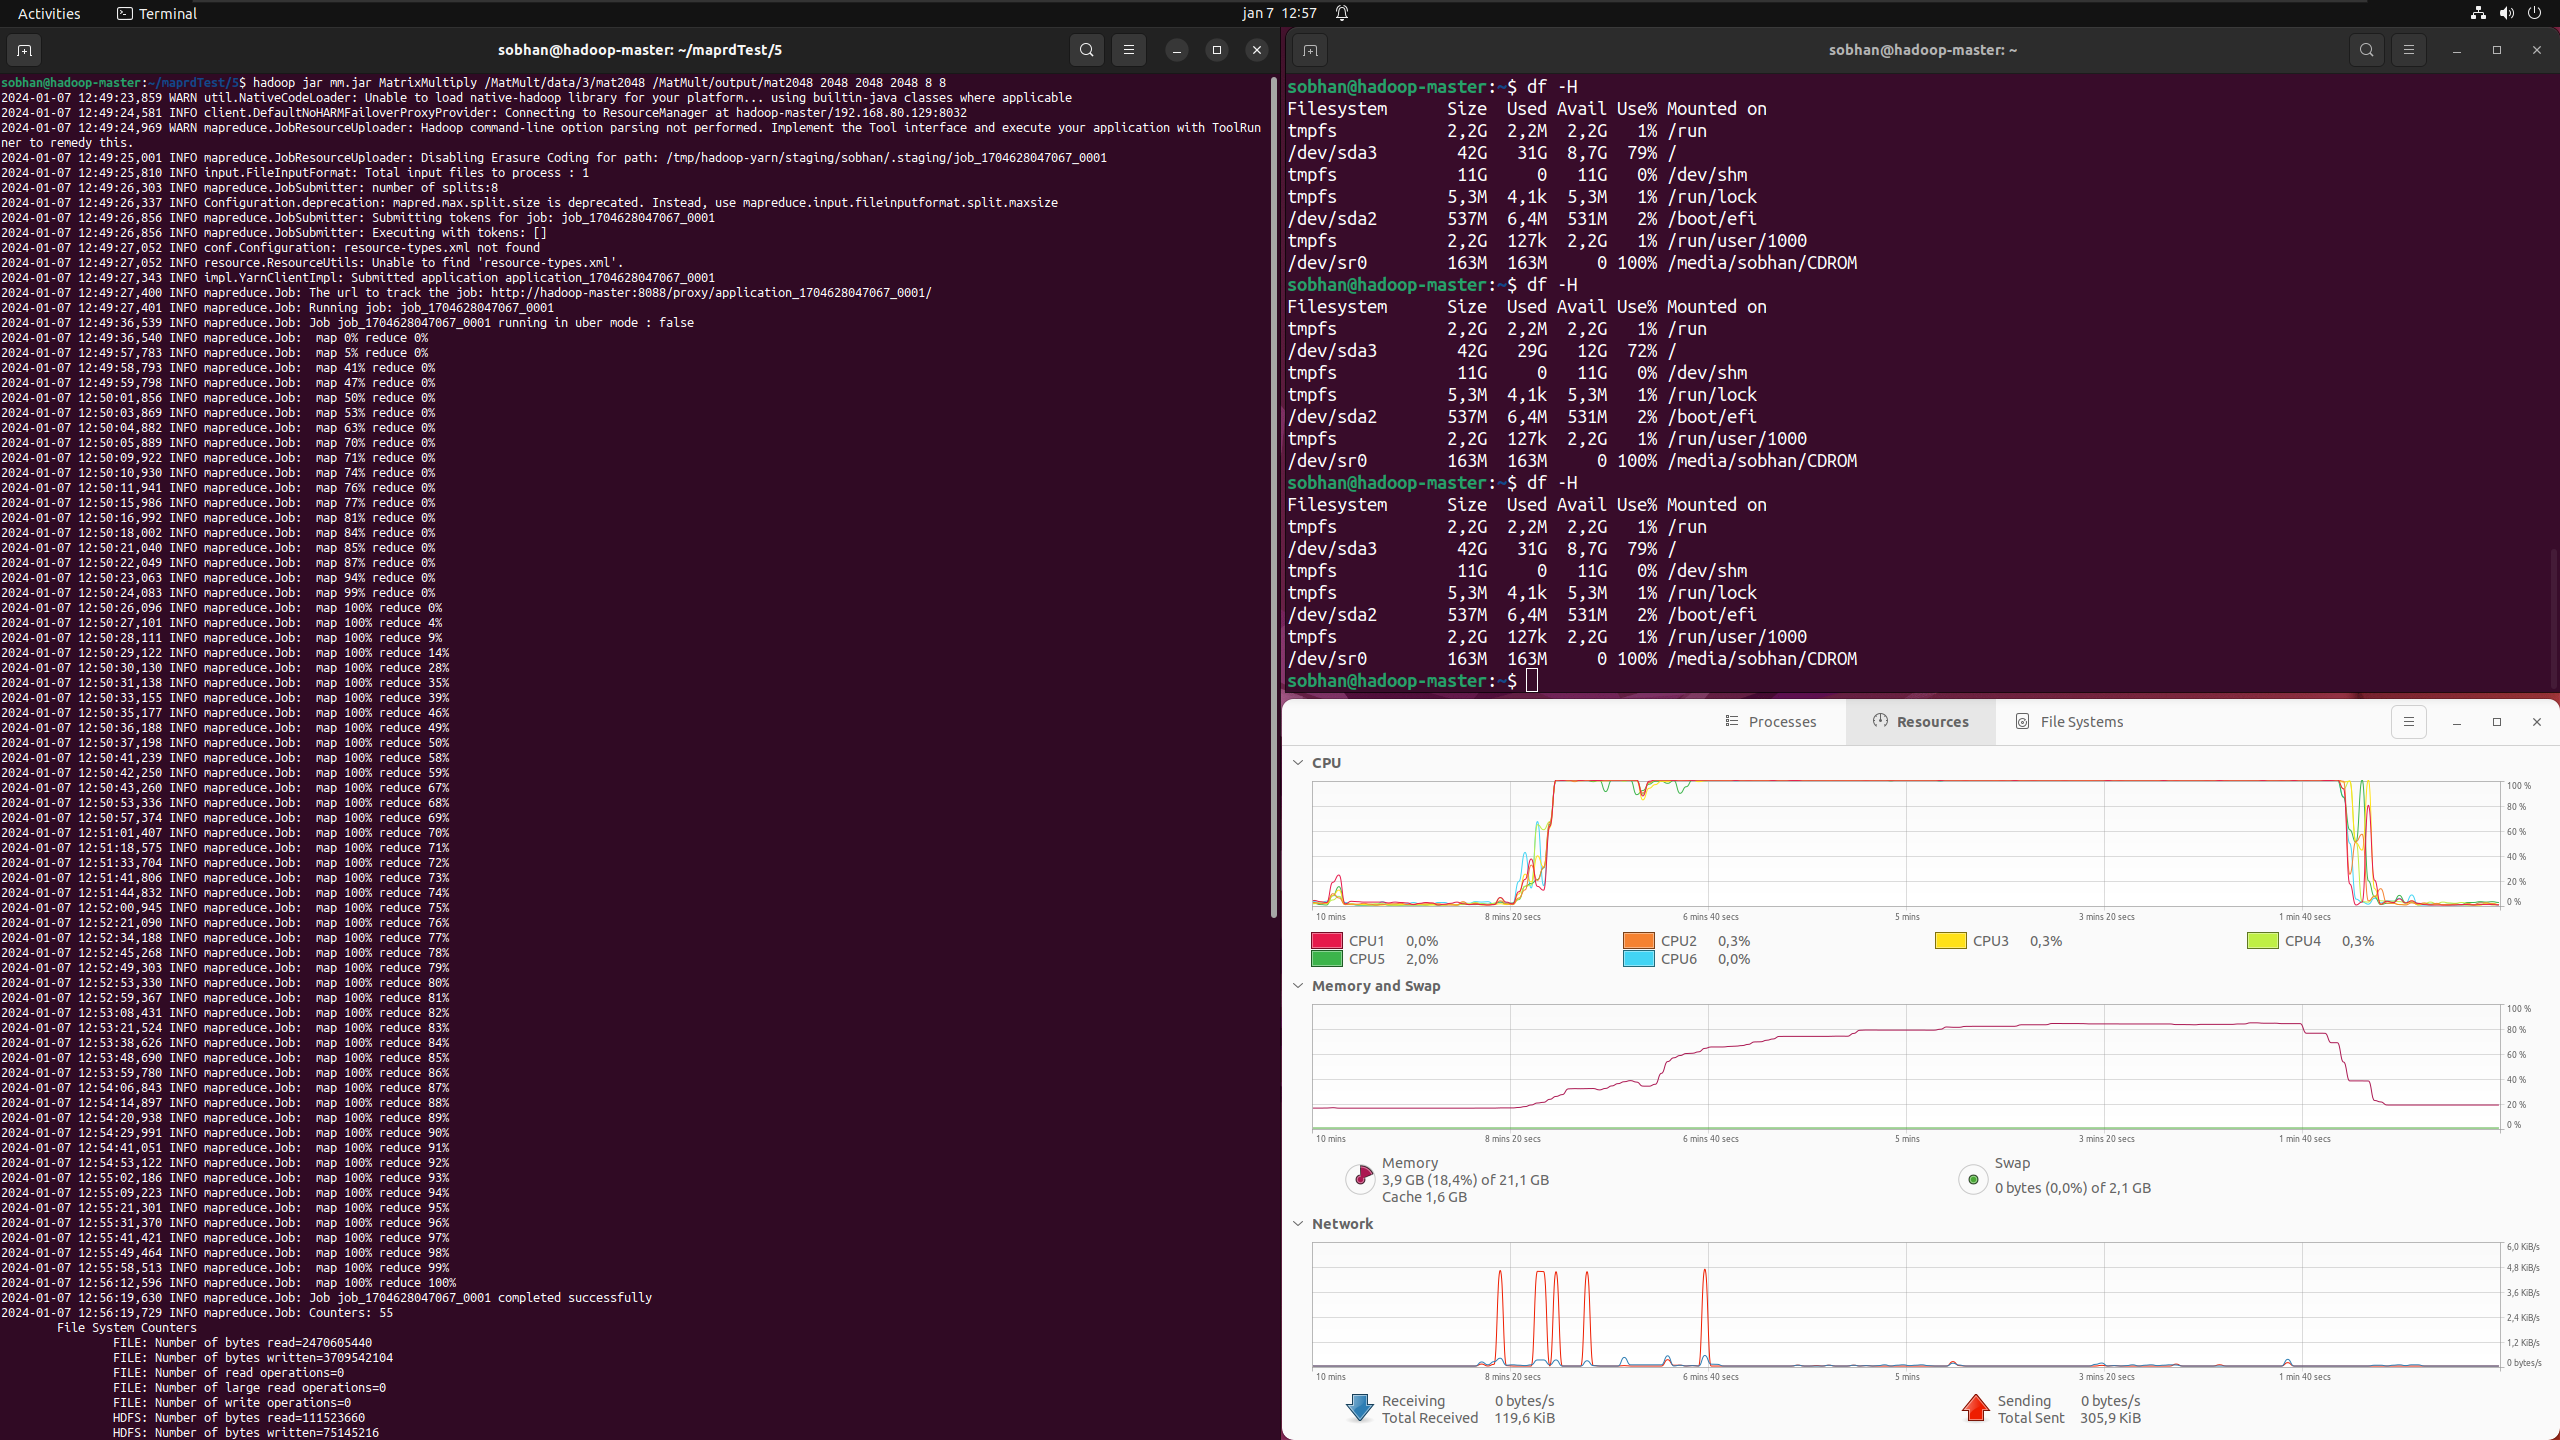 Activities
Terminal
jan 7 12:57
sobhan@hadoop-master: ~/maprdTest/5
sobhan@hadoop-master:~/maprdTest/5$ hadoop jar mm.jar MatrixMultiply /MatMult/data/3/mat2048 /MatMult/output/mat2048 2048 2048 2048 8 8
2024-01-07 12:49:23,859 WARN util.NativeCodeLoader: Unable to load native-hadoop library for your platform... using builtin-java classes where applicable
2024-01-07 12:49:24,581 INFO client.DefaultNoHARMFailoverProxyProvider: Connecting to ResourceManager at hadoop-master/192.168.80.129:8032
2024-01-07 12:49:24,969 WARN mapreduce.JobResourceUploader: Hadoop command-line option parsing not performed. Implement the Tool interface and execute your application with ToolRun
ner to remedy this.
2024-01-07 12:49:25,001 INFO mapreduce.JobResourceUploader: Disabling Erasure Coding for path: /tmp/hadoop-yarn/staging/sobhan/.staging/job_1704628047067_0001
2024-01-07 12:49:25,810 INFO input.FileInputFormat: Total input files to process : 1
2024-01-07 12:49:26,303 INFO mapreduce.JobSubmitter: number of splits:8
2024-01-07 12:49:26,337 INFO Configuration.deprecation: mapred.max.split.size is deprecated. Instead, use mapreduce.input.fileinputformat.split.maxsize
2024-01-07 12:49:26,856 INFO mapreduce.JobSubmitter: Submitting tokens for job: job_1704628047067_0001
2024-01-07 12:49:26,856 INFO mapreduce.JobSubmitter: Executing with tokens: []
2024-01-07 12:49:27,052 INFO conf.Configuration: resource-types.xml not found
2024-01-07 12:49:27,052 INFO resource.ResourceUtils: Unable to find 'resource-types.xml'.
2024-01-07 12:49:27,343 INFO impl.YarnClientImpl: Submitted application application_1704628047067_0001
2024-01-07 12:49:27,400 INFO mapreduce.Job: The url to track the job: http://hadoop-master:8088/proxy/application_1704628047067_0001/
2024-01-07 12:49:27,401 INFO mapreduce.Job: Running job: job_1704628047067_0001
2024-01-07 12:49:36,539 INFO mapreduce.Job: Job job_1704628047067_0001 running in uber mode : false
2024-01-07 12:49:36,540 INFO mapreduce.Job:  map 0% reduce 0%
2024-01-07 12:49:57,783 INFO mapreduce.Job:  map 5% reduce 0%
2024-01-07 12:49:58,793 INFO mapreduce.Job:  map 41% reduce 0%
2024-01-07 12:49:59,798 INFO mapreduce.Job:  map 47% reduce 0%
2024-01-07 12:50:01,856 INFO mapreduce.Job:  map 50% reduce 0%
2024-01-07 12:50:03,869 INFO mapreduce.Job:  map 53% reduce 0%
2024-01-07 12:50:04,882 INFO mapreduce.Job:  map 63% reduce 0%
2024-01-07 12:50:05,889 INFO mapreduce.Job:  map 70% reduce 0%
2024-01-07 12:50:09,922 INFO mapreduce.Job:  map 71% reduce 0%
2024-01-07 12:50:10,930 INFO mapreduce.Job:  map 74% reduce 0%
2024-01-07 12:50:11,941 INFO mapreduce.Job:  map 76% reduce 0%
2024-01-07 12:50:15,986 INFO mapreduce.Job:  map 77% reduce 0%
2024-01-07 12:50:16,992 INFO mapreduce.Job:  map 81% reduce 0%
2024-01-07 12:50:18,002 INFO mapreduce.Job:  map 84% reduce 0%
2024-01-07 12:50:21,040 INFO mapreduce.Job:  map 85% reduce 0%
2024-01-07 12:50:22,049 INFO mapreduce.Job:  map 87% reduce 0%
2024-01-07 12:50:23,063 INFO mapreduce.Job:  map 94% reduce 0%
2024-01-07 12:50:24,083 INFO mapreduce.Job:  map 99% reduce 0%
2024-01-07 12:50:26,096 INFO mapreduce.Job:  map 100% reduce 0%
2024-01-07 12:50:27,101 INFO mapreduce.Job:  map 100% reduce 4%
2024-01-07 12:50:28,111 INFO mapreduce.Job:  map 100% reduce 9%
2024-01-07 12:50:29,122 INFO mapreduce.Job:  map 100% reduce 14%
2024-01-07 12:50:30,130 INFO mapreduce.Job:  map 100% reduce 28%
2024-01-07 12:50:31,138 INFO mapreduce.Job:  map 100% reduce 35%
2024-01-07 12:50:33,155 INFO mapreduce.Job:  map 100% reduce 39%
2024-01-07 12:50:35,177 INFO mapreduce.Job:  map 100% reduce 46%
2024-01-07 12:50:36,188 INFO mapreduce.Job:  map 100% reduce 49%
2024-01-07 12:50:37,198 INFO mapreduce.Job:  map 100% reduce 50%
2024-01-07 12:50:41,239 INFO mapreduce.Job:  map 100% reduce 58%
2024-01-07 12:50:42,250 INFO mapreduce.Job:  map 100% reduce 59%
2024-01-07 12:50:43,260 INFO mapreduce.Job:  map 100% reduce 67%
2024-01-07 12:50:53,336 INFO mapreduce.Job:  map 100% reduce 68%
2024-01-07 12:50:57,374 INFO mapreduce.Job:  map 100% reduce 69%
2024-01-07 12:51:01,407 INFO mapreduce.Job:  map 100% reduce 70%
2024-01-07 12:51:18,575 INFO mapreduce.Job:  map 100% reduce 71%
2024-01-07 12:51:33,704 INFO mapreduce.Job:  map 100% reduce 72%
2024-01-07 12:51:41,806 INFO mapreduce.Job:  map 100% reduce 73%
2024-01-07 12:51:44,832 INFO mapreduce.Job:  map 100% reduce 74%
2024-01-07 12:52:00,945 INFO mapreduce.Job:  map 100% reduce 75%
2024-01-07 12:52:21,090 INFO mapreduce.Job:  map 100% reduce 76%
2024-01-07 12:52:34,188 INFO mapreduce.Job:  map 100% reduce 77%
2024-01-07 12:52:45,268 INFO mapreduce.Job:  map 100% reduce 78%
2024-01-07 12:52:49,303 INFO mapreduce.Job:  map 100% reduce 79%
2024-01-07 12:52:53,330 INFO mapreduce.Job:  map 100% reduce 80%
2024-01-07 12:52:59,367 INFO mapreduce.Job:  map 100% reduce 81%
2024-01-07 12:53:08,431 INFO mapreduce.Job:  map 100% reduce 82%
2024-01-07 12:53:21,524 INFO mapreduce.Job:  map 100% reduce 83%
2024-01-07 12:53:38,626 INFO mapreduce.Job:  map 100% reduce 84%
2024-01-07 12:53:48,690 INFO mapreduce.Job:  map 100% reduce 85%
2024-01-07 12:53:59,780 INFO mapreduce.Job:  map 100% reduce 86%
2024-01-07 12:54:06,843 INFO mapreduce.Job:  map 100% reduce 87%
2024-01-07 12:54:14,897 INFO mapreduce.Job:  map 100% reduce 88%
2024-01-07 12:54:20,938 INFO mapreduce.Job:  map 100% reduce 89%
2024-01-07 12:54:29,991 INFO mapreduce.Job:  map 100% reduce 90%
2024-01-07 12:54:41,051 INFO mapreduce.Job:  map 100% reduce 91%
2024-01-07 12:54:53,122 INFO mapreduce.Job:  map 100% reduce 92%
2024-01-07 12:55:02,186 INFO mapreduce.Job:  map 100% reduce 93%
2024-01-07 12:55:09,223 INFO mapreduce.Job:  map 100% reduce 94%
2024-01-07 12:55:21,301 INFO mapreduce.Job:  map 100% reduce 95%
2024-01-07 12:55:31,370 INFO mapreduce.Job:  map 100% reduce 96%
2024-01-07 12:55:41,421 INFO mapreduce.Job:  map 100% reduce 97%
2024-01-07 12:55:49,464 INFO mapreduce.Job:  map 100% reduce 98%
2024-01-07 12:55:58,513 INFO mapreduce.Job:  map 100% reduce 99%
2024-01-07 12:56:12,596 INFO mapreduce.Job:  map 100% reduce 100%
2024-01-07 12:56:19,630 INFO mapreduce.Job: Job job_1704628047067_0001 completed successfully
2024-01-07 12:56:19,729 INFO mapreduce.Job: Counters: 55
File System Counters
FILE: Number of bytes read=2470605440
FILE: Number of bytes written=3709542104
FILE: Number of read operations=0
FILE: Number of large read operations=0
FILE: Number of write operations=0
HDFS: Number of bytes read=111523660
HDFS: Number of bytes written=75145216
sobhan@hadoop-master: ~
sobhan@hadoop-master:~$ df -H
Filesystem Size Used Avail Use% Mounted on
tmpfs 2,2G 2,2M 2,2G 1% /run
/dev/sda3 42G 31G 8,7G 79% /
tmpfs 11G 0 11G 0% /dev/shm
tmpfs 5,3M 4,1k 5,3M 1% /run/lock
/dev/sda2 537M 6,4M 531M 2% /boot/efi
tmpfs 2,2G 127k 2,2G 1% /run/user/1000
/dev/sr0 163M 163M 0 100% /media/sobhan/CDROM
sobhan@hadoop-master:~$ df -H
Filesystem Size Used Avail Use% Mounted on
tmpfs 2,2G 2,2M 2,2G 1% /run
/dev/sda3 42G 29G 12G 72% /
tmpfs 11G 0 11G 0% /dev/shm
tmpfs 5,3M 4,1k 5,3M 1% /run/lock
/dev/sda2 537M 6,4M 531M 2% /boot/efi
tmpfs 2,2G 127k 2,2G 1% /run/user/1000
/dev/sr0 163M 163M 0 100% /media/sobhan/CDROM
sobhan@hadoop-master:~$ df -H
Filesystem Size Used Avail Use% Mounted on
tmpfs 2,2G 2,2M 2,2G 1% /run
/dev/sda3 42G 31G 8,7G 79% /
tmpfs 11G 0 11G 0% /dev/shm
tmpfs 5,3M 4,1k 5,3M 1% /run/lock
/dev/sda2 537M 6,4M 531M 2% /boot/efi
tmpfs 2,2G 127k 2,2G 1% /run/user/1000
/dev/sr0 163M 163M 0 100% /media/sobhan/CDROM
sobhan@hadoop-master:~$
Processes Resources File Systems
CPU
100 %
80 %
60 %
40 %
20 %
0 %
10 mins 8 mins 20 secs 6 mins 40 secs 5 mins 3 mins 20 secs 1 min 40 secs
CPU1 0,0% CPU2 0,3% CPU3 0,3% CPU4 0,3%
CPU5 2,0% CPU6 0,0%
Memory and Swap
100 %
80 %
60 %
40 %
20 %
0 %
10 mins 8 mins 20 secs 6 mins 40 secs 5 mins 3 mins 20 secs 1 min 40 secs
Memory
3,9 GB (18,4%) of 21,1 GB
Cache 1,6 GB
Swap
0 bytes (0,0%) of 2,1 GB
Network
6,0 KiB/s
4,8 KiB/s
3,6 KiB/s
2,4 KiB/s
1,2 KiB/s
0 bytes/s
10 mins 8 mins 20 secs 6 mins 40 secs 5 mins 3 mins 20 secs 1 min 40 secs
Receiving 0 bytes/s
Total Received 119,6 KiB
Sending 0 bytes/s
Total Sent 305,9 KiB